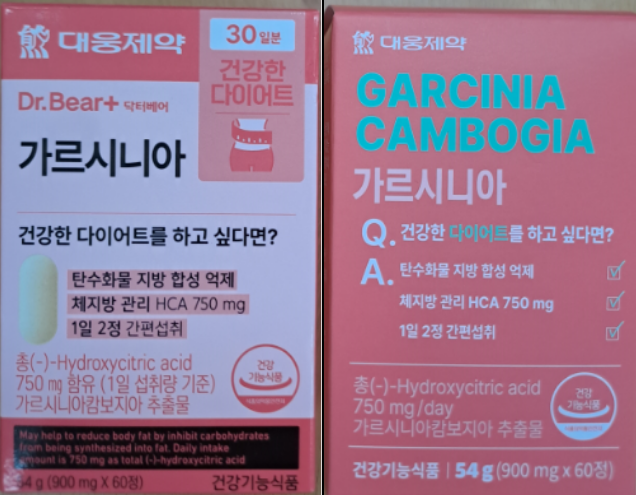 대웅제약
30일분
건강한
다이어트
Dr.Bear+ 닥터베어
가르시니아
건강한 다이어트를 하고 싶다면?
탄수화물 지방 합성 억제
체지방 관리 HCA 750 mg
1일 2정 간편섭취
총(-)-Hydroxycitric acid
750 mg 함유 (1일 섭취량 기준)
가르시니아캄보지아 추출물
건강
기능식품
May help to reduce body fat by inhibit carbohydrates
from being synthesized into fat. Daily intake
amount is 750 mg as total (-)-hydroxycitric acid
54 g (900 mg X 60정)
건강기능식품
대웅제약
GARCINIA
CAMBOGIA
가르시니아
Q. 건강한 다이어트를 하고 싶다면?
A. 탄수화물 지방 합성 억제
체지방 관리 HCA 750 mg
1일 2정 간편섭취
총(-)-Hydroxycitric acid
750 mg/day
가르시니아캄보지아 추출물
건강
기능식품
건강기능식품 | 54 g (900 mg x 60정)